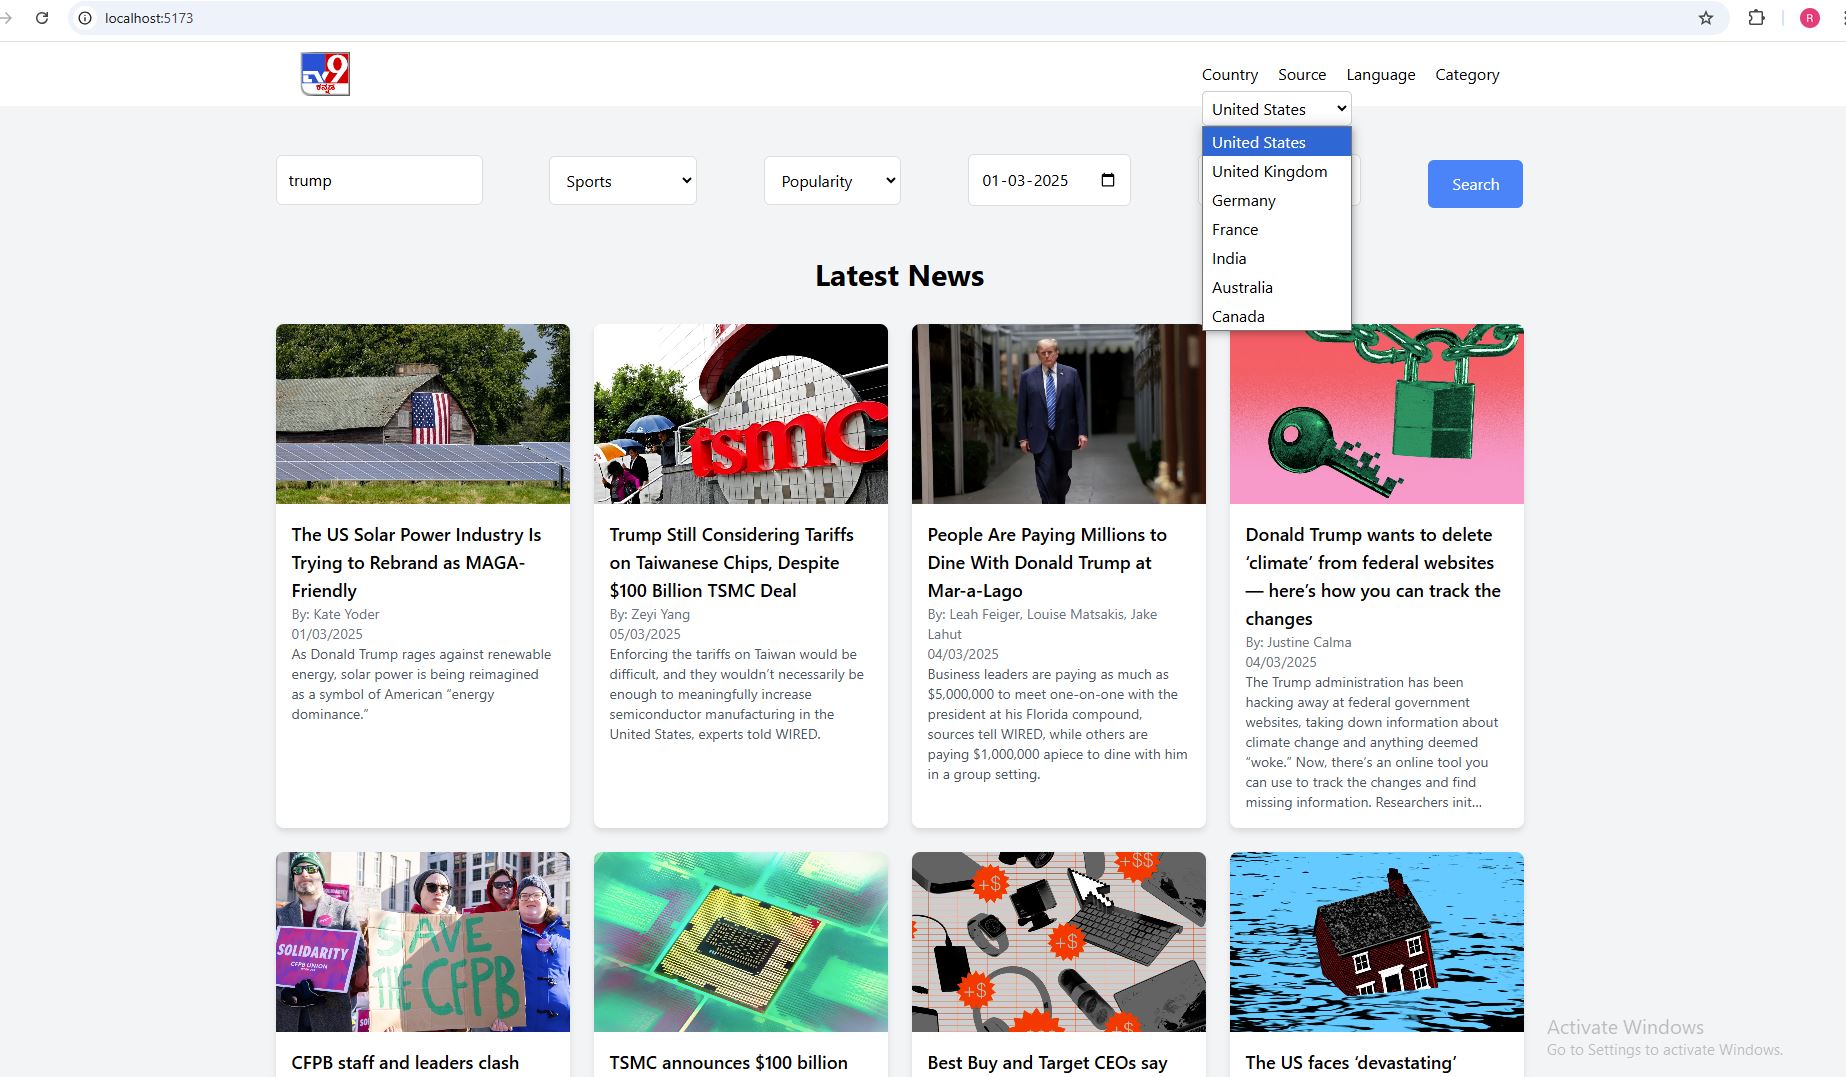 localhost:5173
R
TV9
ಕನ್ನಡ
Country Source Language Category
United States
United States
United Kingdom
Germany
France
India
Australia
Canada
trump
Sports
Popularity
01-03-2025
Search
Latest News
tsmc
The US Solar Power Industry Is
Trying to Rebrand as MAGA-
Friendly
By: Kate Yoder
01/03/2025
As Donald Trump rages against renewable
energy, solar power is being reimagined
as a symbol of American “energy
dominance.”
Trump Still Considering Tariffs
on Taiwanese Chips, Despite
$100 Billion TSMC Deal
By: Zeyi Yang
05/03/2025
Enforcing the tariffs on Taiwan would be
difficult, and they wouldn’t necessarily be
enough to meaningfully increase
semiconductor manufacturing in the
United States, experts told WIRED.
People Are Paying Millions to
Dine With Donald Trump at
Mar-a-Lago
By: Leah Feiger, Louise Matsakis, Jake
Lahut
04/03/2025
Business leaders are paying as much as
$5,000,000 to meet one-on-one with the
president at his Florida compound,
sources tell WIRED, while others are
paying $1,000,000 apiece to dine with him
in a group setting.
Donald Trump wants to delete
‘climate’ from federal websites
— here’s how you can track the
changes
By: Justine Calma
04/03/2025
The Trump administration has been
hacking away at federal government
websites, taking down information about
climate change and anything deemed
“woke.” Now, there’s an online tool you
can use to track the changes and find
missing information. Researchers init...
SOLIDARITY
CFPB UNION
SAVE
THE CFPB
+$
+$$
+$
+$
+$
CFPB staff and leaders clash
TSMC announces $100 billion
Best Buy and Target CEOs say
The US faces ‘devastating’
Activate Windows
Go to Settings to activate Windows.